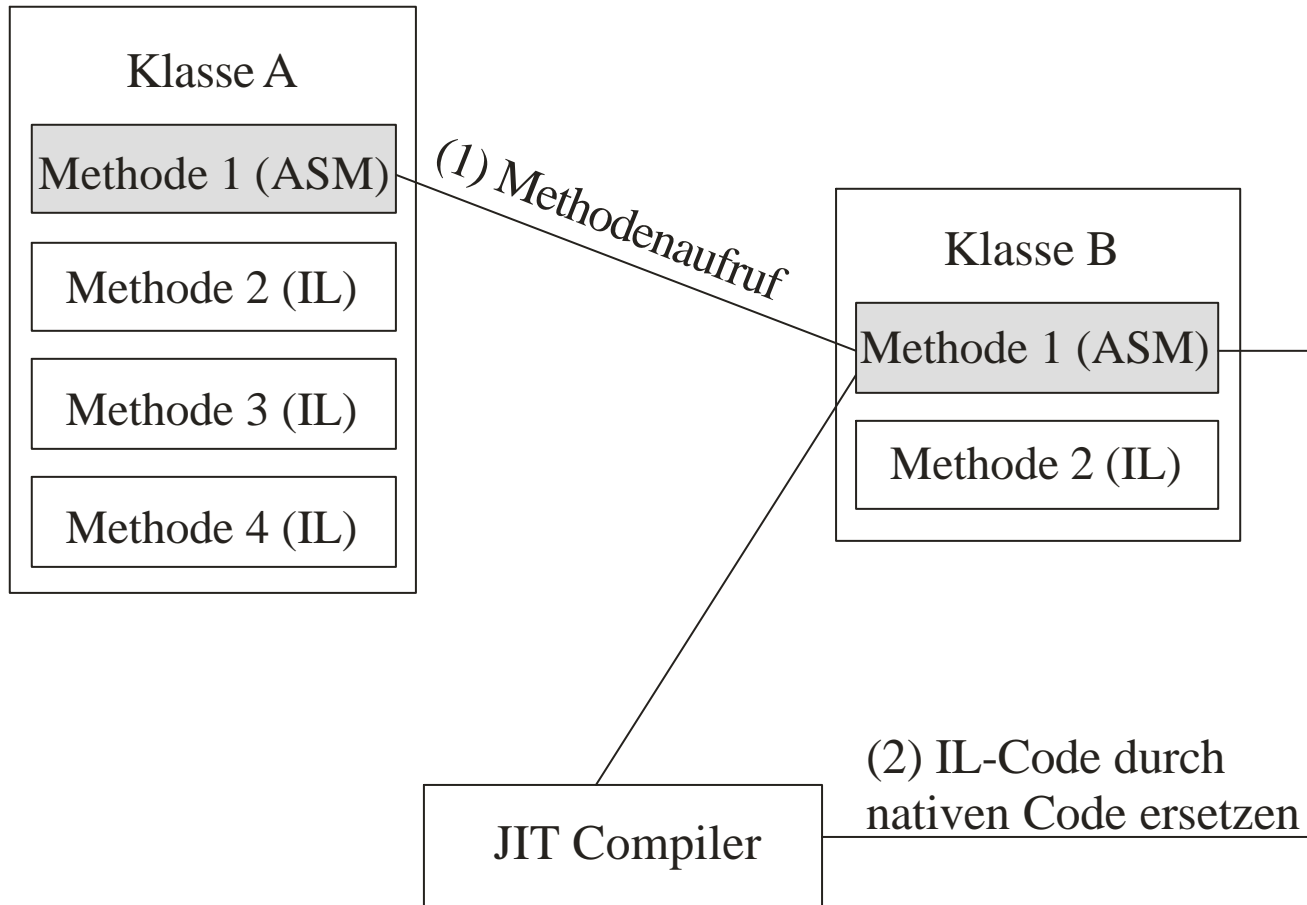 Klasse A
Methode 1 (ASM)
Methode 2 (IL)
Methode 3 (IL)
Methode 4 (IL)
(1) Methodenaufruf
Klasse B
Methode 1 (ASM)
Methode 2 (IL)
(2) IL-Code durch
nativen Code ersetzen
JIT Compiler